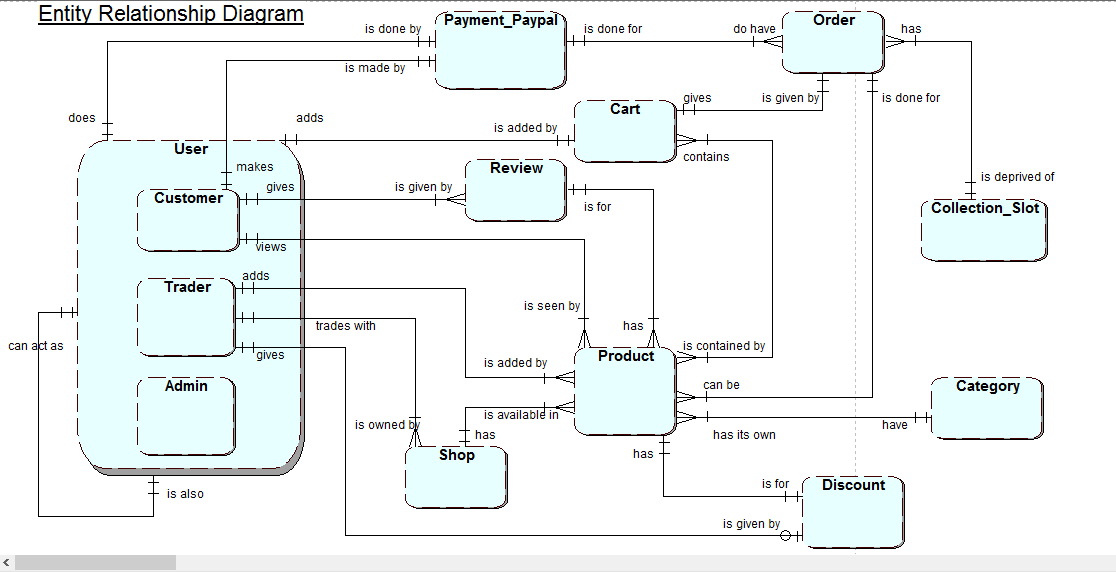 Entity Relationship Diagram
Payment_Paypal
Order
is done by
is done for
do have
has
is made by
gives
is given by
is done for
Cart
does
adds
is added by
User
contains
makes
Review
Customer
gives
is given by
is deprived of
is for
Collection_Slot
views
adds
Trader
is seen by
trades with
has
can act as
is contained by
gives
Product
is added by
Admin
can be
Category
is available in
is owned by
has its own
have
has
has
Shop
is for
Discount
is also
is given by